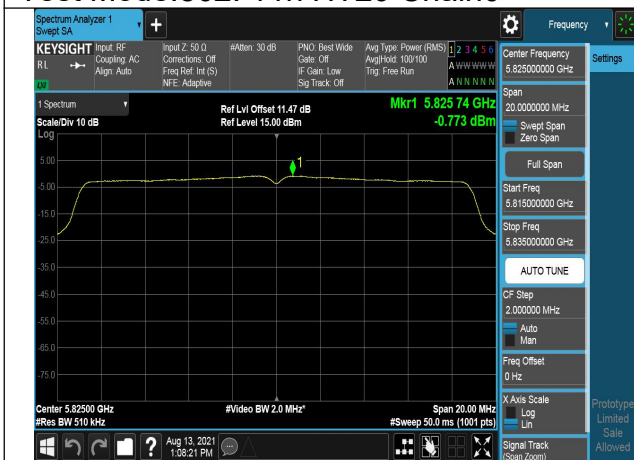 Spectrum Analyzer 1
Swept SA
Frequency
KEYSIGHT
Input: RF
Coupling: AC
Align: Auto
Input Z: 50 Ω
Corrections: Off
Freq Ref: Int (S)
NFE: Adaptive
#Atten: 30 dB
PNO: Best Wide
Gate: Off
IF Gain: Low
Sig Track: Off
Avg Type: Power (RMS)
Avg|Hold: 100/100
Trig: Free Run
1 2 3 4 5 6
A W W W W W
A N N N N N
R L
LXI
1 Spectrum
Scale/Div 10 dB
Log
Ref Lvl Offset 11.47 dB
Ref Level 15.00 dBm
Mkr1 5.825 74 GHz
-0.773 dBm
1
5.00
-5.00
-15.0
-25.0
-35.0
-45.0
-55.0
-65.0
-75.0
Center 5.82500 GHz
#Res BW 510 kHz
#Video BW 2.0 MHz*
Span 20.00 MHz
#Sweep 50.0 ms (1001 pts)
Aug 13, 2021
1:08:21 PM
Center Frequency
5.825000000 GHz
Settings
Span
20.0000000 MHz
Swept Span
Zero Span
Full Span
Start Freq
5.815000000 GHz
Stop Freq
5.835000000 GHz
AUTO TUNE
CF Step
2.000000 MHz
Auto
Man
Freq Offset
0 Hz
X Axis Scale
Log
Lin
Signal Track
(Span Zoom)
Prototype
Limited
Sale
Allowed